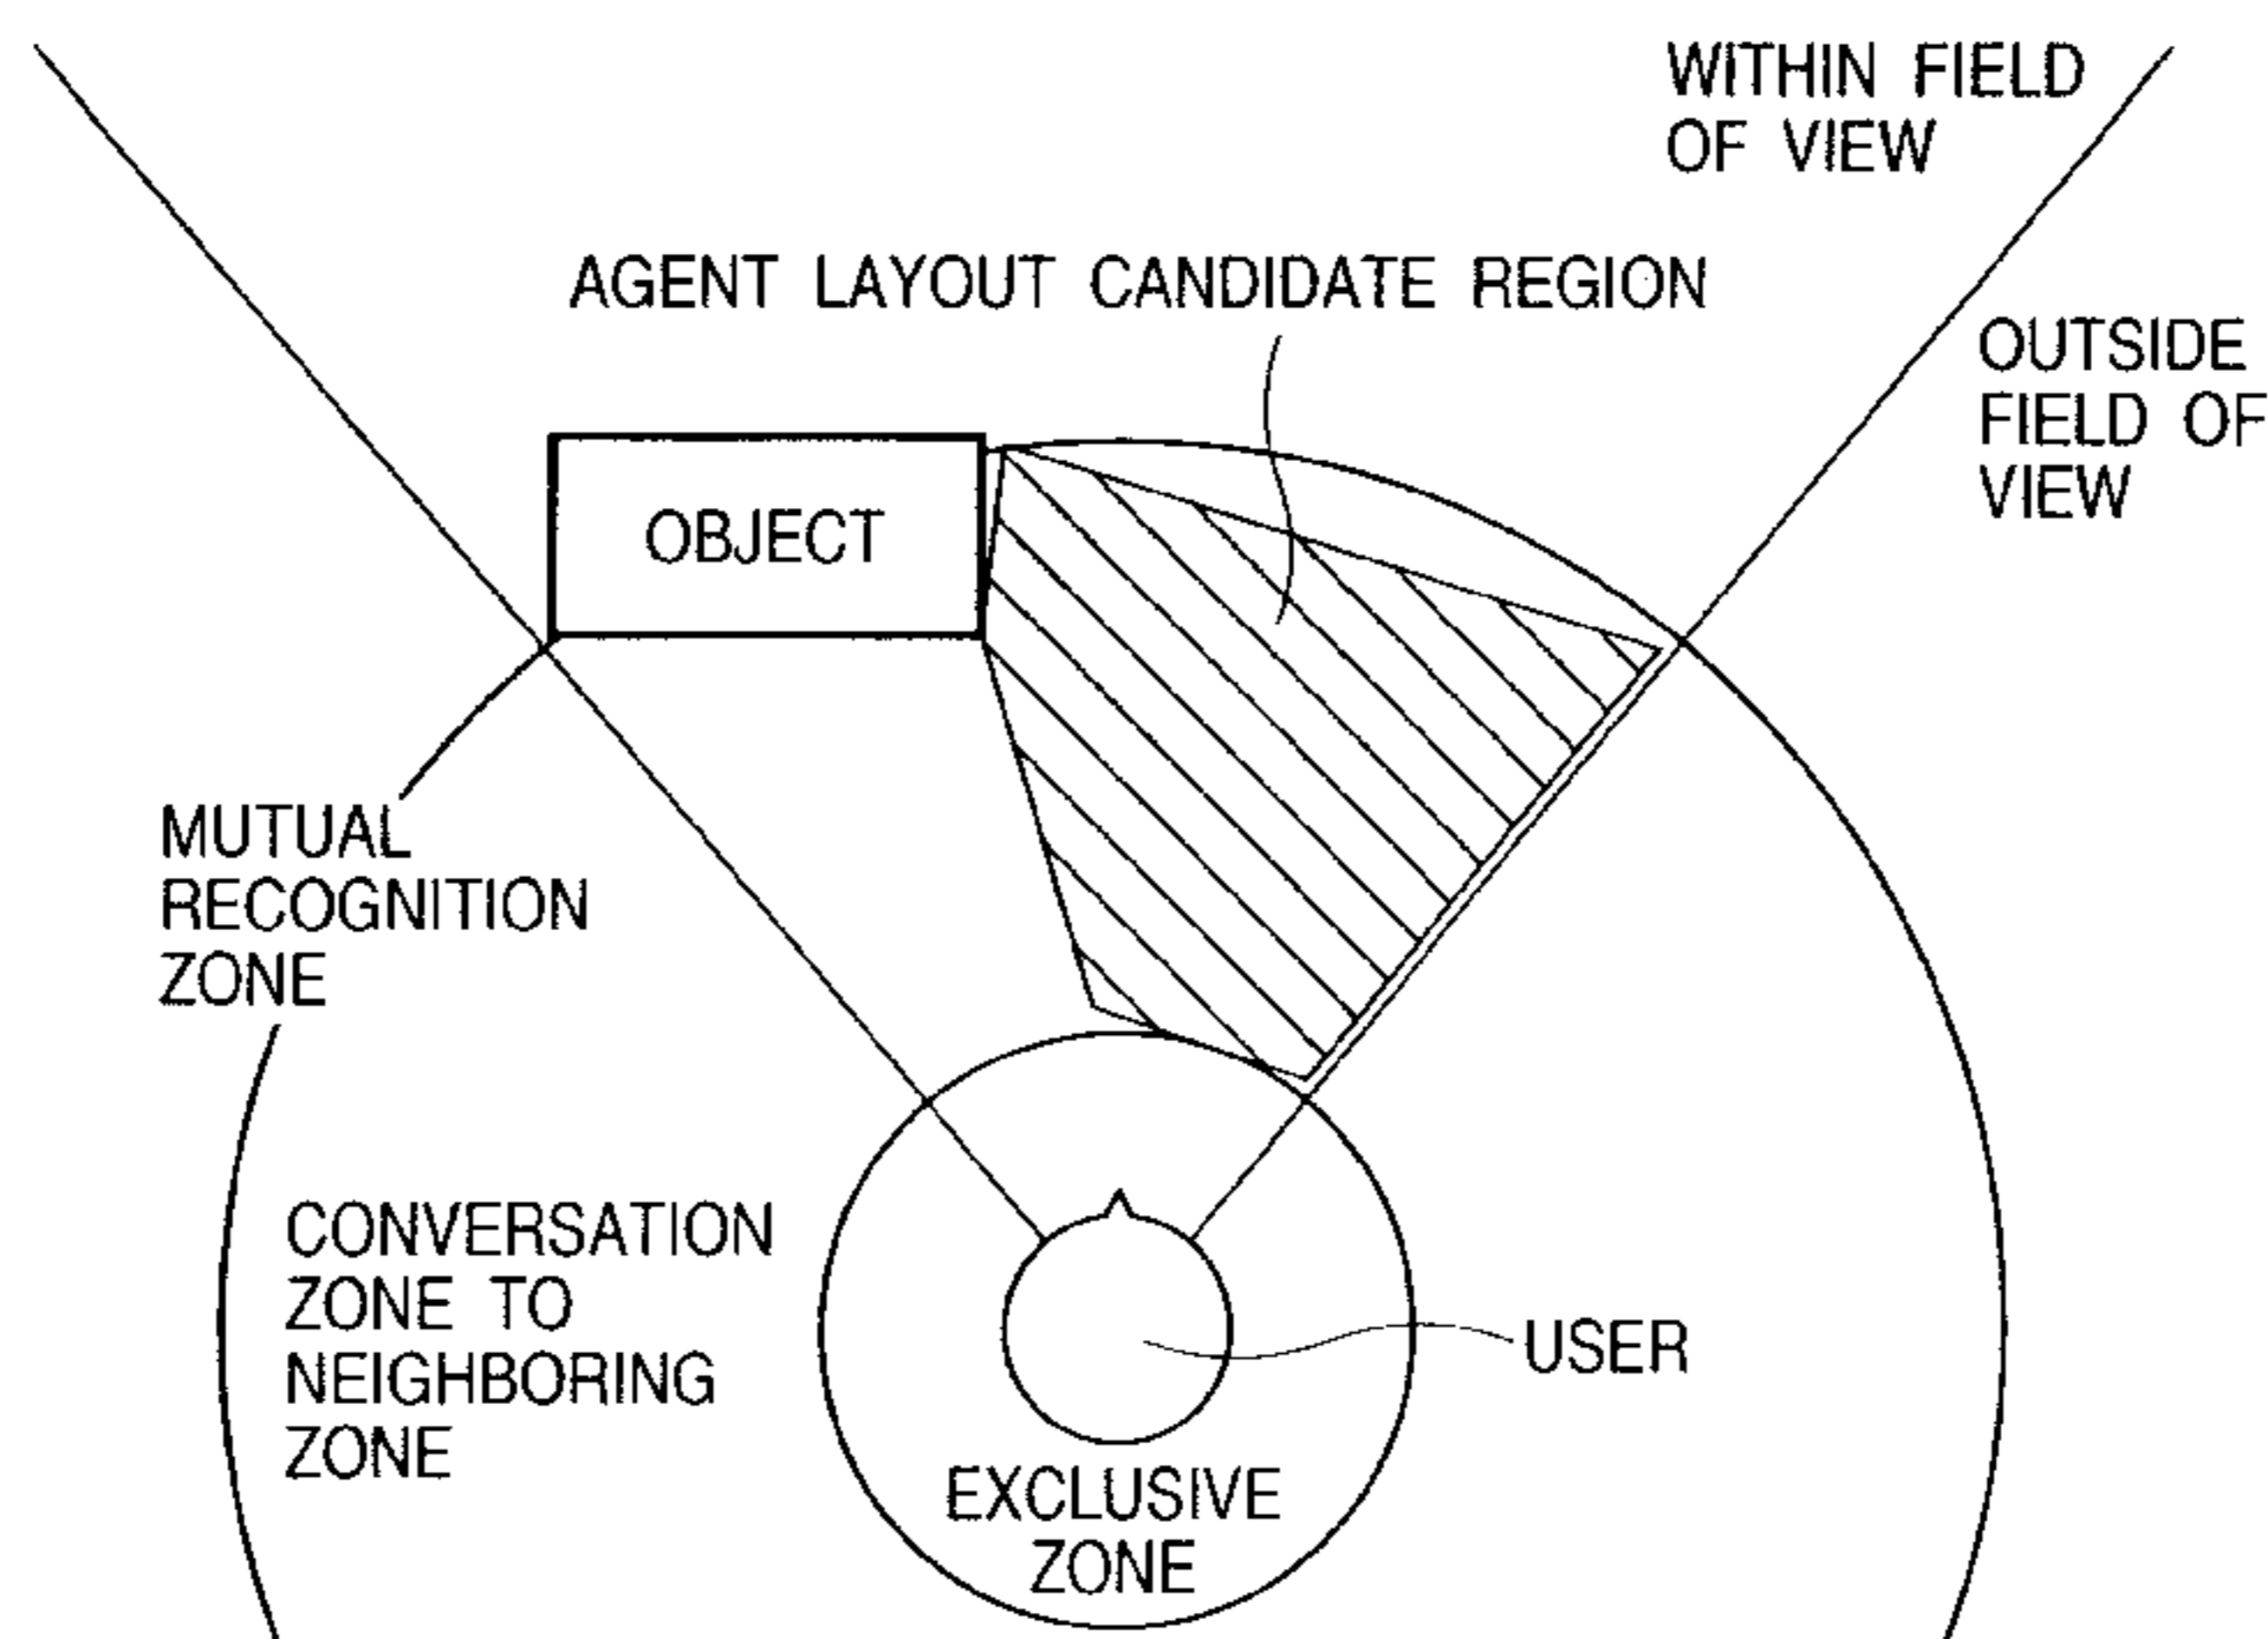 WITHIN FIELD
OF VIEW
AGENT LAYOUT CANDIDATE REGION
OUTSIDE
FIELD OF
VIEW
OBJECT
MUTUAL
RECOGNITION
ZONE
CONVERSATION
ZONE TO
NEIGHBORING
ZONE
USER
EXCLUSIVE
ZONE